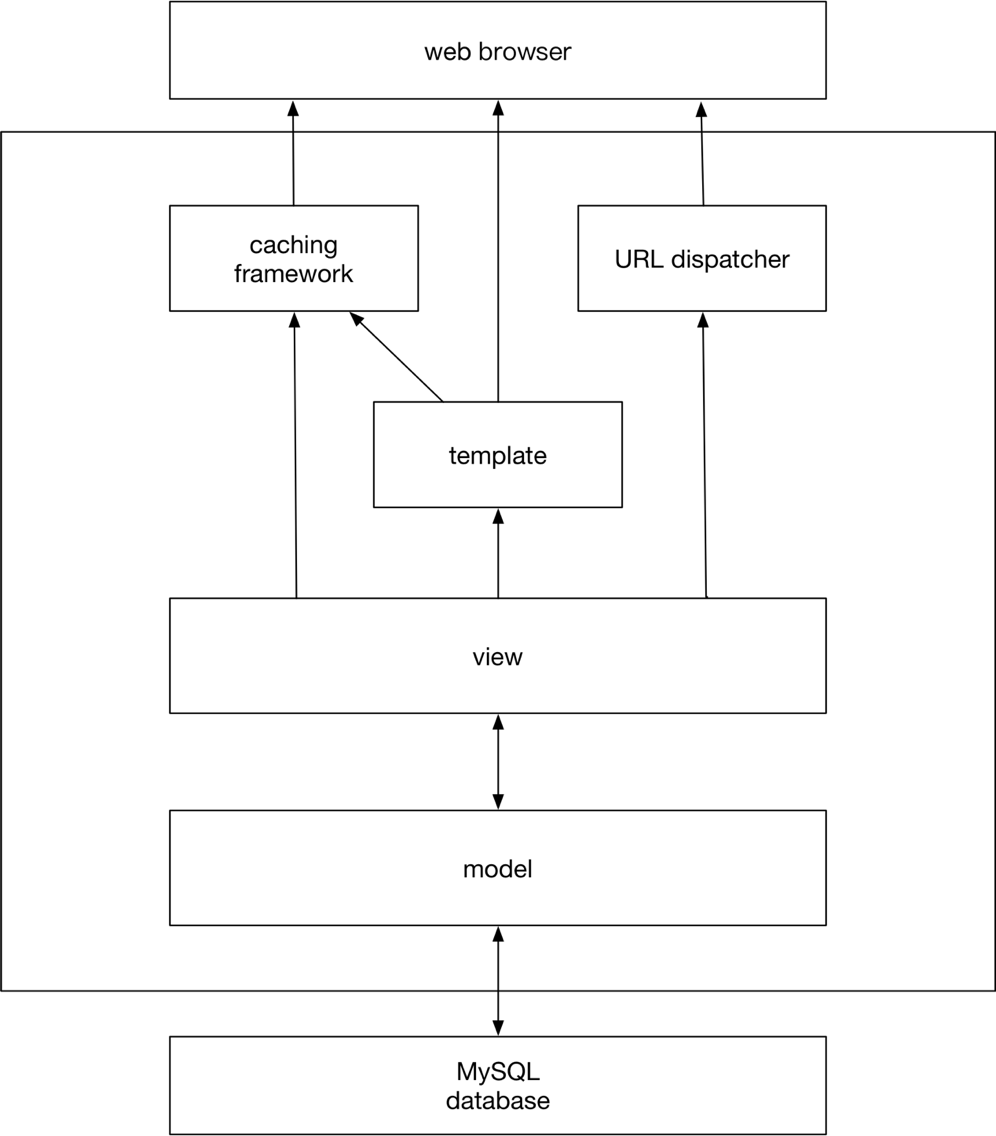 web browser
caching
framework
URL dispatcher
template
view
model
MySQL
database